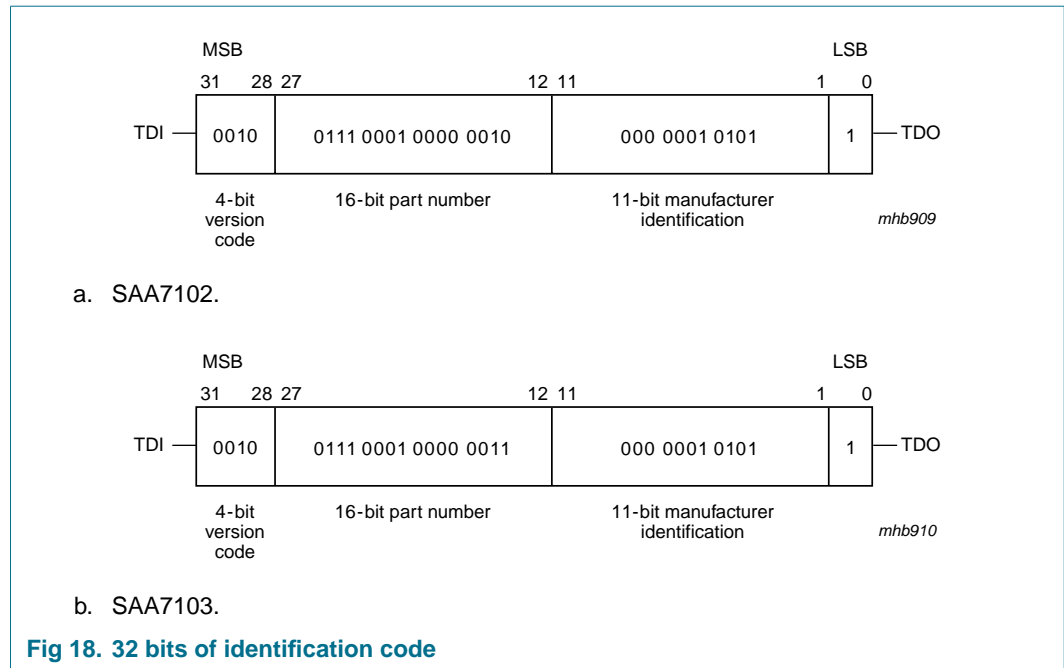 MSB LSB
31 28 27 12 11 1 0
TDI 0010 0111 0001 0000 0010 000 0001 0101 1 TDO
4-bit version code
16-bit part number
11-bit manufacturer identification
mhb909
a. SAA7102.
MSB LSB
31 28 27 12 11 1 0
TDI 0010 0111 0001 0000 0011 000 0001 0101 1 TDO
4-bit version code
16-bit part number
11-bit manufacturer identification
mhb910
b. SAA7103.
Fig 18. 32 bits of identification code